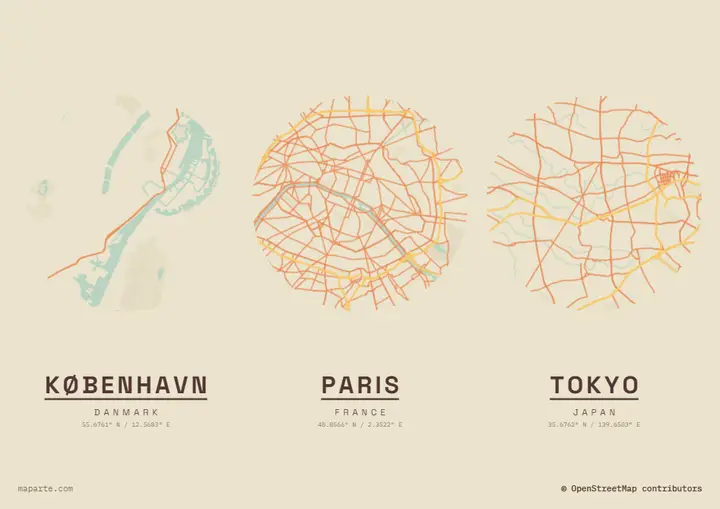 KØBENHAVN
DANMARK
55.6761° N / 12.5683° E
PARIS
FRANCE
48.8566° N / 2.3522° E
TOKYO
JAPAN
35.6762° N / 139.6503° E
maparte.com
© OpenStreetMap contributors